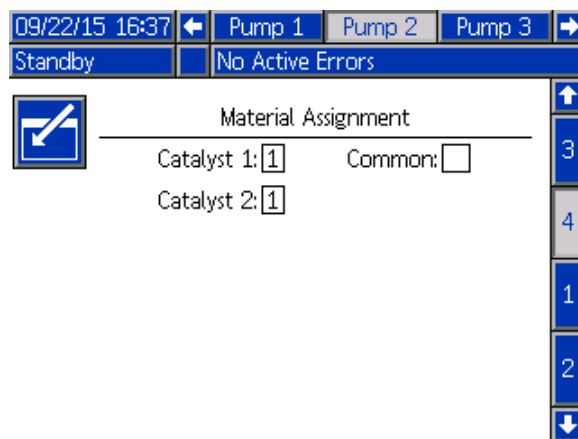 09/22/15 16:37 Pump 1 Pump 2 Pump 3
Standby No Active Errors
Material Assignment
Catalyst 1: 1 Common:
Catalyst 2: 1
3
4
1
2